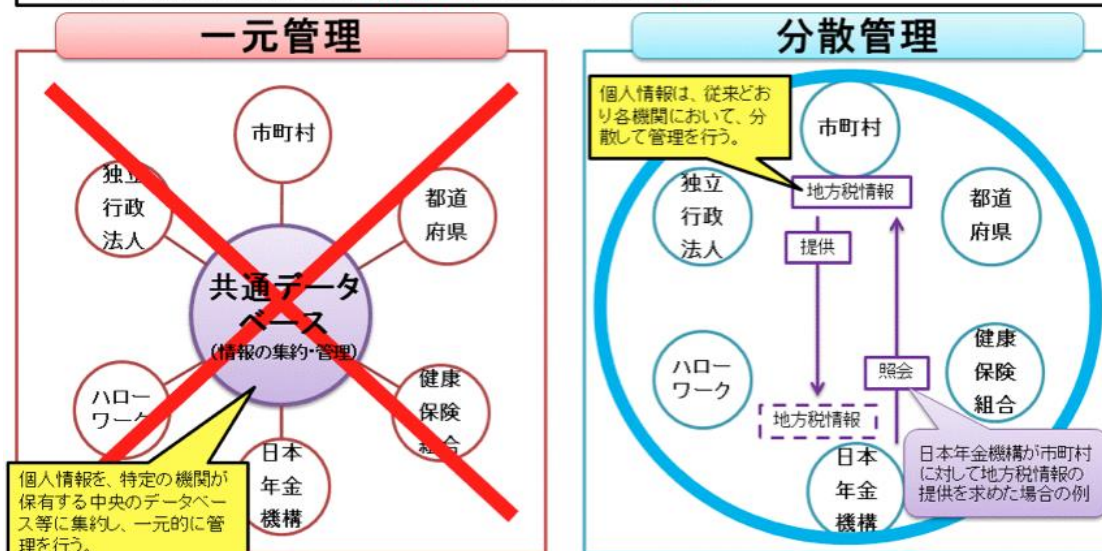 一元管理
市町村
独立
行政
法人
都道
府県
共通データ
ベース
(情報の集約・管理)
ハロー
ワーク
健康
保険
組合
日本
年金
機構
個人情報を、特定の機関が
保有する中央のデータベー
ス等に集約し、一元的に管
理を行う。
分散管理
個人情報は、従来どお
り各機関において、分
散して管理を行う。
市町村
地方税情報
独立
行政
法人
提供
都道
府県
ハロー
ワーク
照会
健康
保険
組合
地方税情報
日本
年金
機構
日本年金機構が市町村
に対して地方税情報の
提供を求めた場合の例